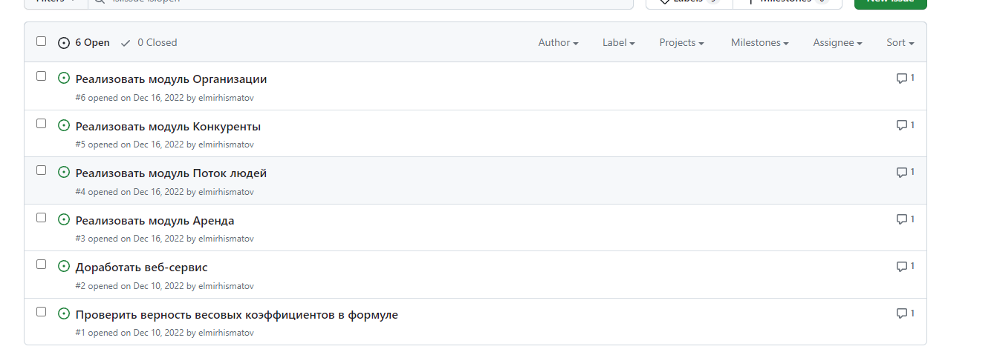 Filters
is:issue is:open
Labels 9
Milestones 0
New issue
6 Open
0 Closed
Author
Label
Projects
Milestones
Assignee
Sort
Реализовать модуль Организации
1
#6 opened on Dec 16, 2022 by elmirhismatov
Реализовать модуль Конкуренты
1
#5 opened on Dec 16, 2022 by elmirhismatov
Реализовать модуль Поток людей
1
#4 opened on Dec 16, 2022 by elmirhismatov
Реализовать модуль Аренда
1
#3 opened on Dec 16, 2022 by elmirhismatov
Доработать веб-сервис
1
#2 opened on Dec 10, 2022 by elmirhismatov
Проверить верность весовых коэффициентов в формуле
1
#1 opened on Dec 10, 2022 by elmirhismatov